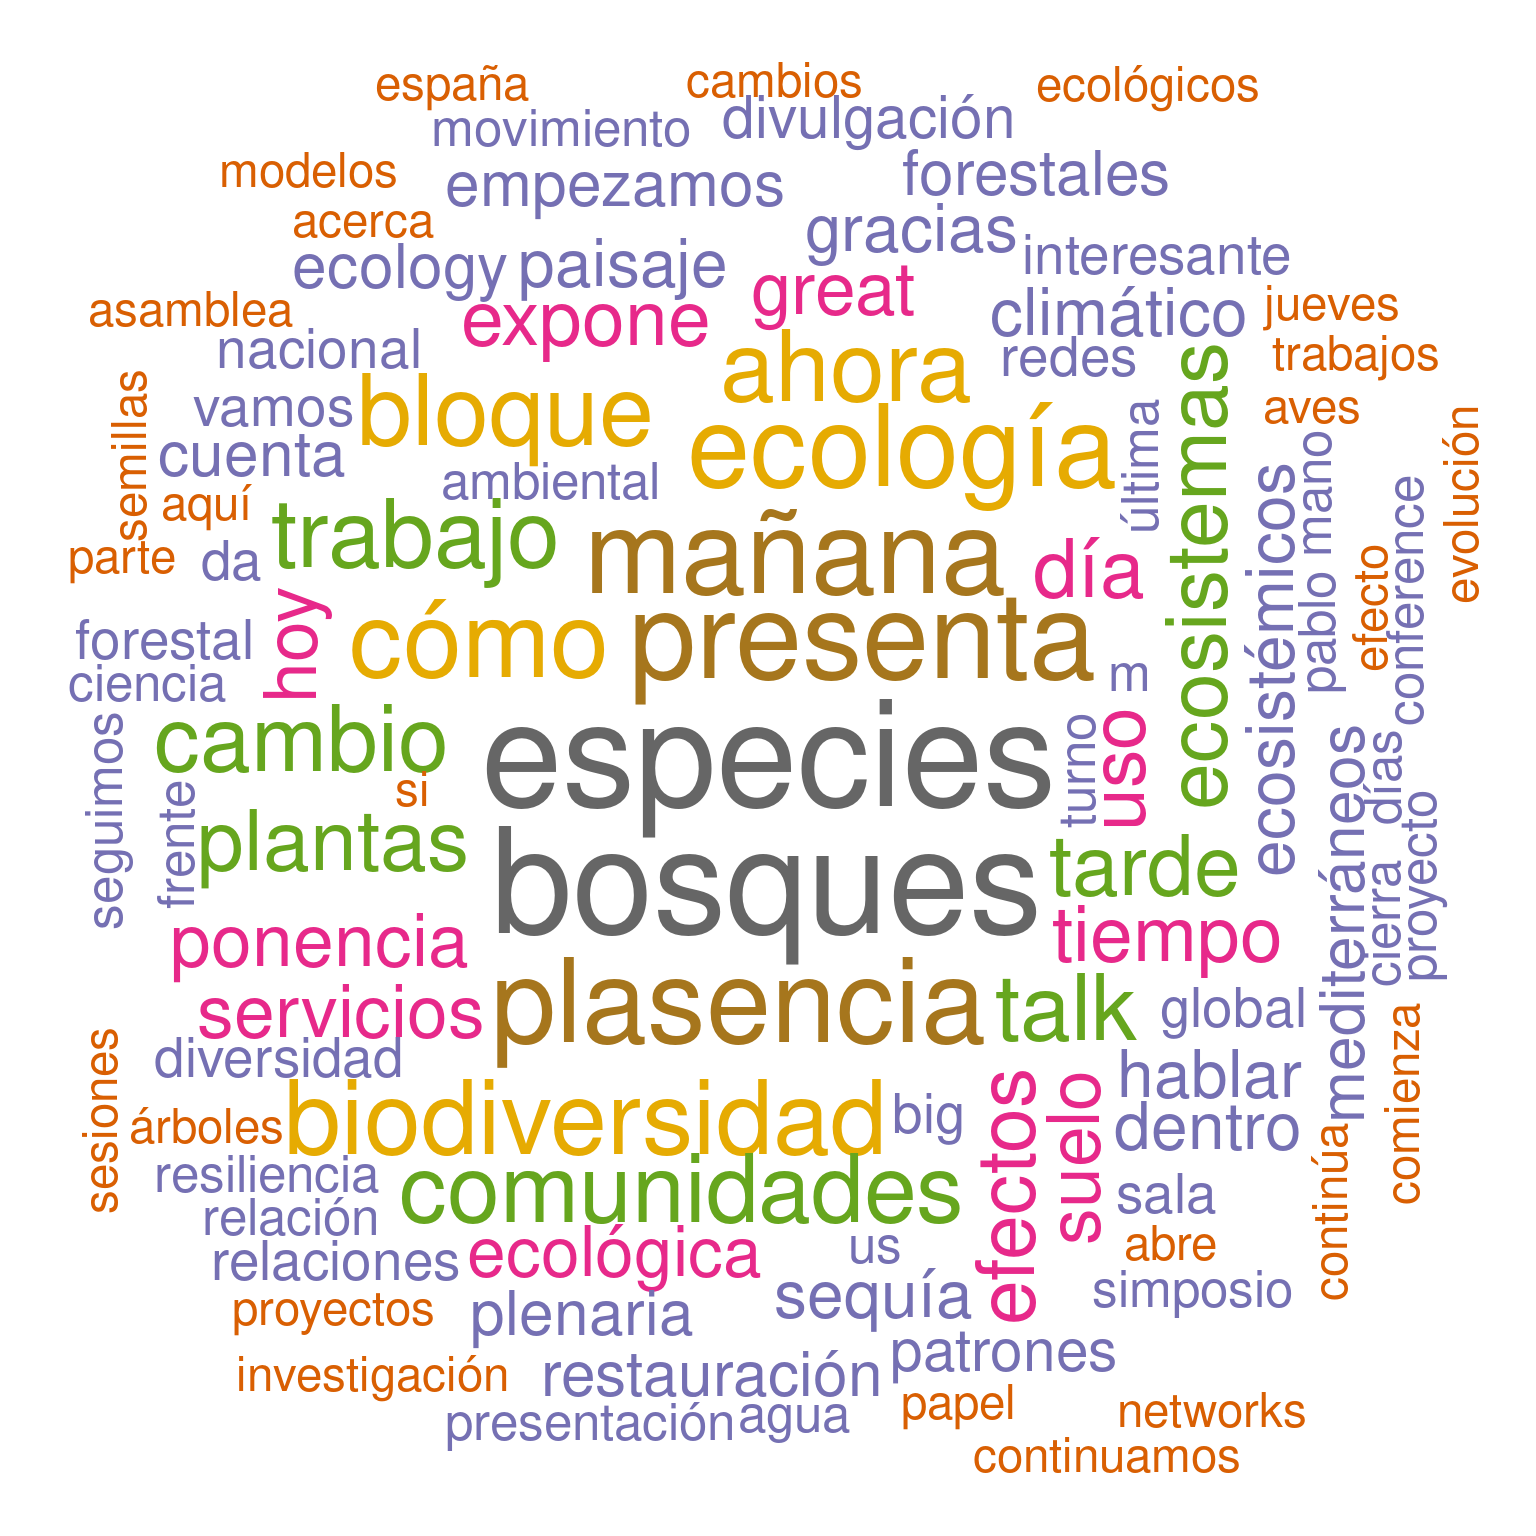 españa
cambios
ecológicos
movimiento
divulgación
modelos
empezamos
forestales
acerca
gracias
ecology
paisaje
interesante
great
asamblea
expone
climático
jueves
nacional
ahora
redes
trabajos
semillas
vamos
bloque
aves
cuenta
ecología
ecosistemas
última
mano
evolución
ambiental
aquí
trabajo
mañana
ecosistémicos
conference
parte
da
día
pablo
efecto
hoy
forestal
cómo
presenta
ciencia
m
cambio
especies
uso
turno
seguimos
si
mediterráneos
días
frente
plantas
bosques
tarde
proyecto
cierra
ponencia
tiempo
servicios
plasencia
talk
global
sesiones
diversidad
hablar
comienza
árboles
biodiversidad
big
efectos
suelo
dentro
resiliencia
comunidades
sala
continúa
relación
relaciones
ecológica
us
abre
proyectos
plenaria
sequía
simposio
investigación
restauración
patrones
presentación
agua
papel
networks
continuamos